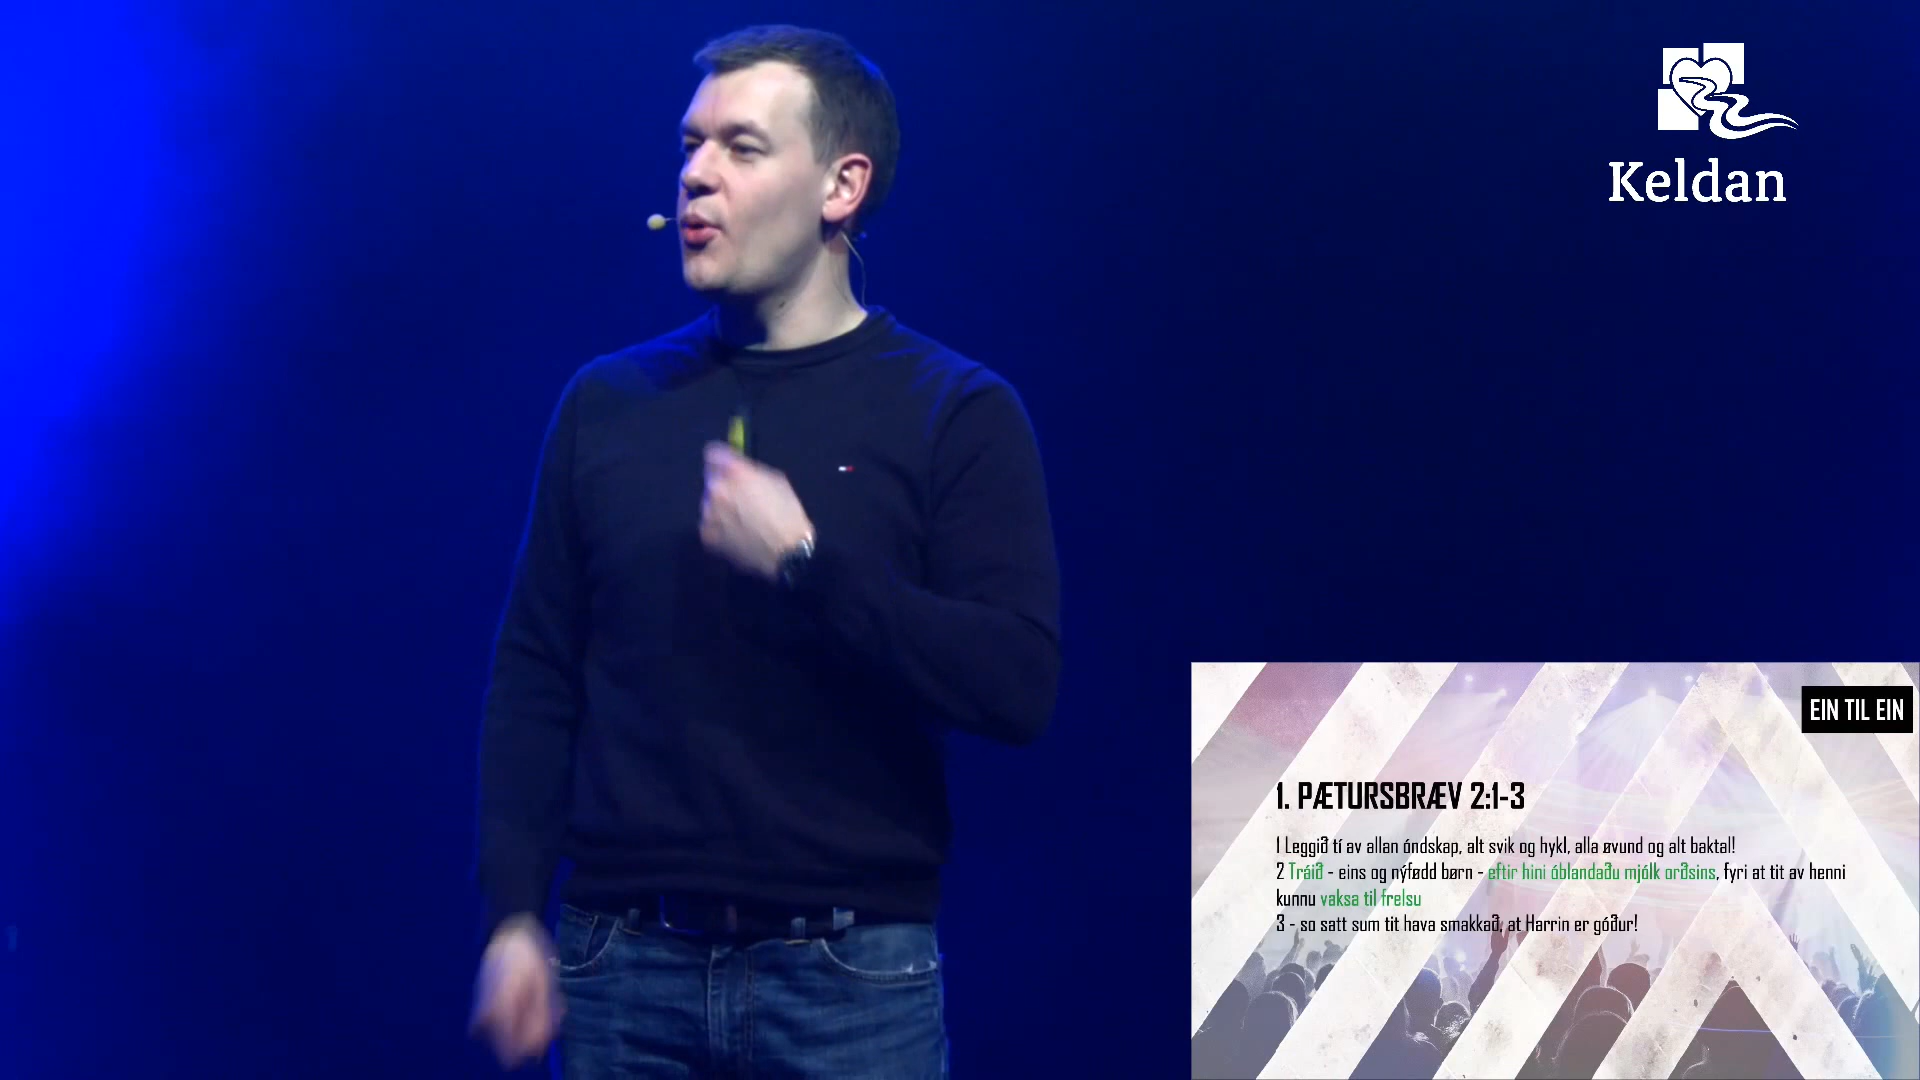 Keldan
EIN TIL EIN
1. PÆTURSBRÆV 2:1-3
1 Leggið tí av allan óndskap, alt svik og hykl, alla øvund og alt baktal!
2 Tráið - eins og nýfødd børn - eftir hini óblandaðu mjólk orðsins, fyri at tit av henni
kunnu vaksa til frelsu
3 - so satt sum tit hava smakkað, at Harrin er góður!